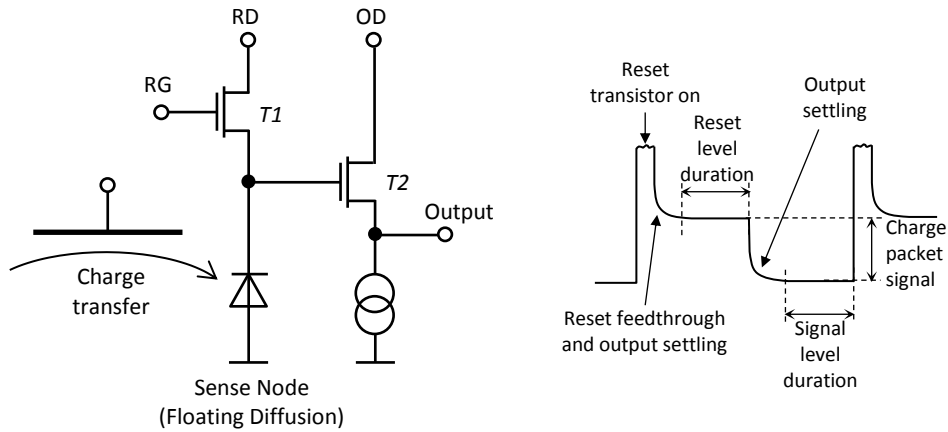 RD
OD
RG
T1
T2
Output
Charge
transfer
Sense Node
(Floating Diffusion)
Reset
transistor on
Output
settling
Reset
level
duration
Charge
packet
signal
Reset feedthrough
and output settling
Signal
level
duration